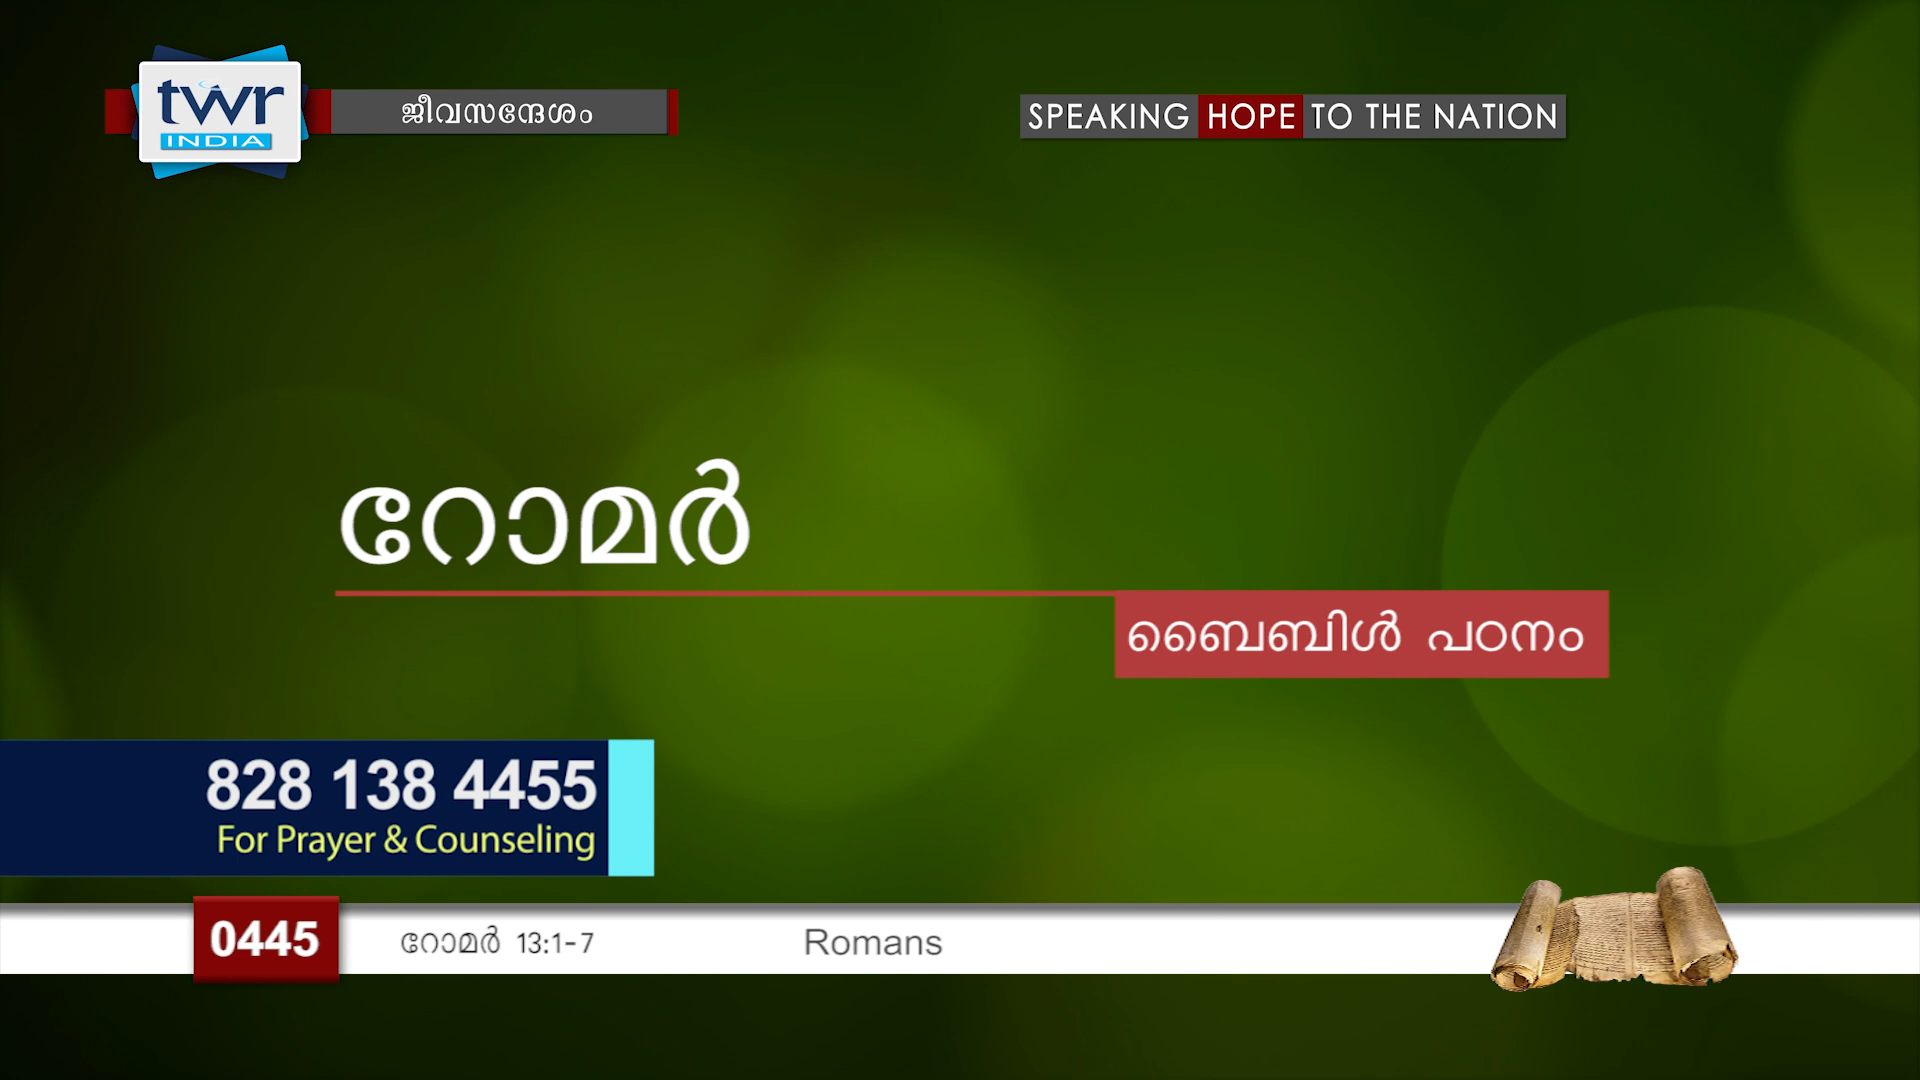 twr
INDIA
ജീവസന്ദേശം
SPEAKING HOPE TO THE NATION
റോമർ
ബൈബിൾ പഠനം
828 138 4455
For Prayer & Counseling
0445
റോമർ 13:1-7
Romans